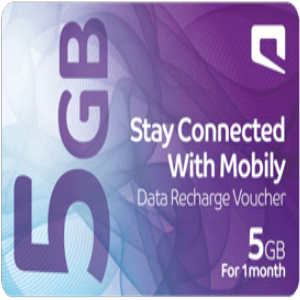 5GB
Stay Connected
With Mobily
Data Recharge Voucher
5GB
For 1 month